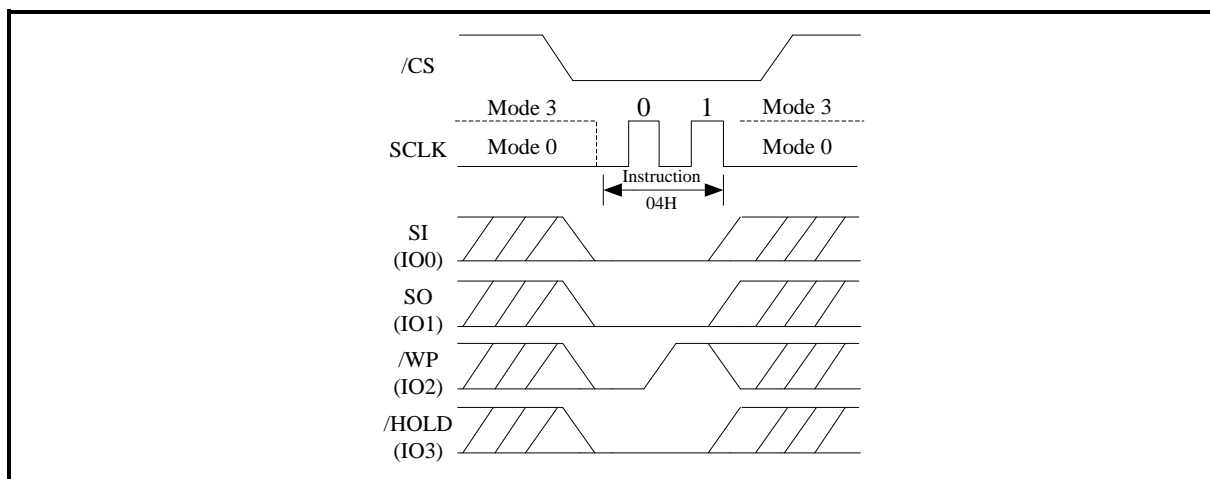 /CS
Mode 3 0 1 Mode 3
SCLK Mode 0 Mode 0
Instruction
04H
SI
(IO0)
SO
(IO1)
/WP
(IO2)
/HOLD
(IO3)